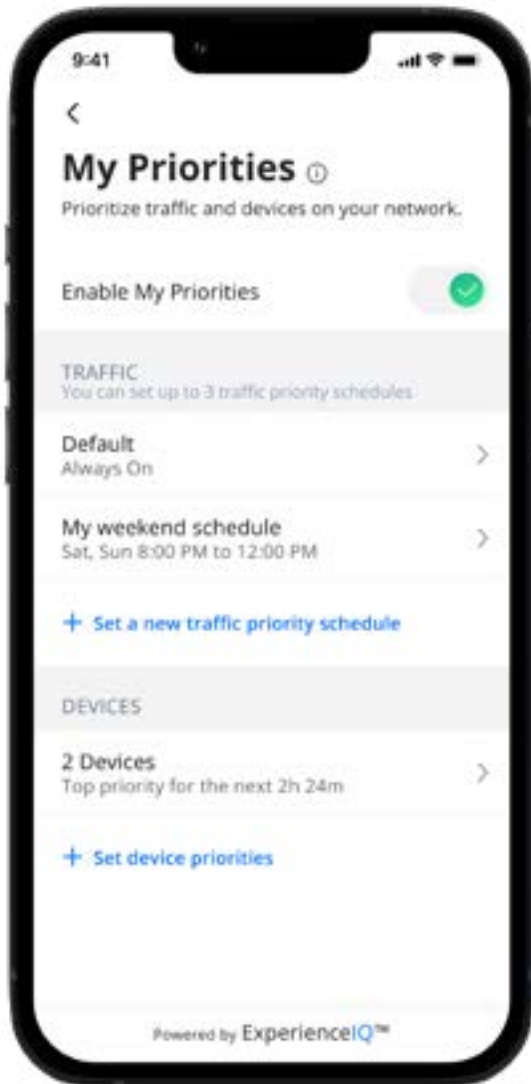 9:41
My Priorities
Prioritize traffic and devices on your network.
Enable My Priorities
TRAFFIC
You can set up to 3 traffic priority schedules
Default
Always On
My weekend schedule
Sat, Sun 8:00 PM to 12:00 PM
+ Set a new traffic priority schedule
DEVICES
2 Devices
Top priority for the next 2h 24m
+ Set device priorities
Powered by ExperienceIQ™